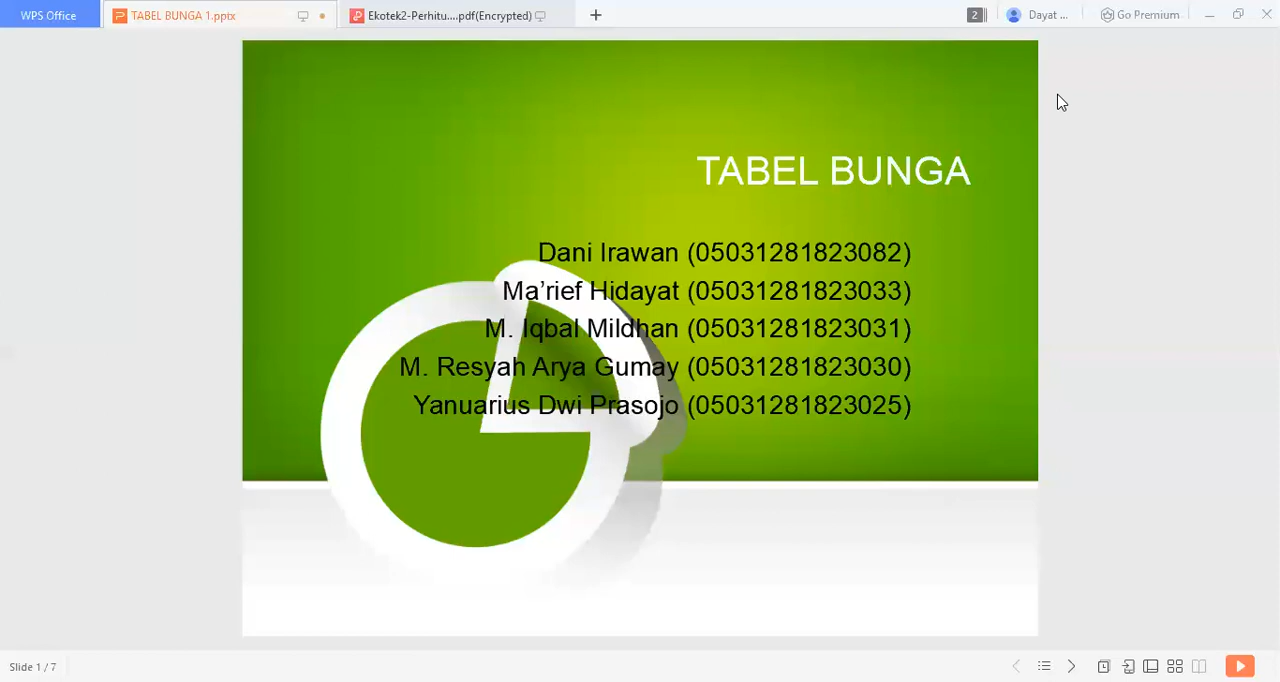 WPS Office
TABEL BUNGA 1.pptx
Ekotek2-Perhitu....pdf(Encrypted)
2
Dayat ...
Go Premium
TABEL BUNGA
Dani Irawan (05031281823082)
Ma’rief Hidayat (05031281823033)
M. Iqbal Mildhan (05031281823031)
M. Resyah Arya Gumay (05031281823030)
Yanuarius Dwi Prasojo (05031281823025)
Slide 1 / 7